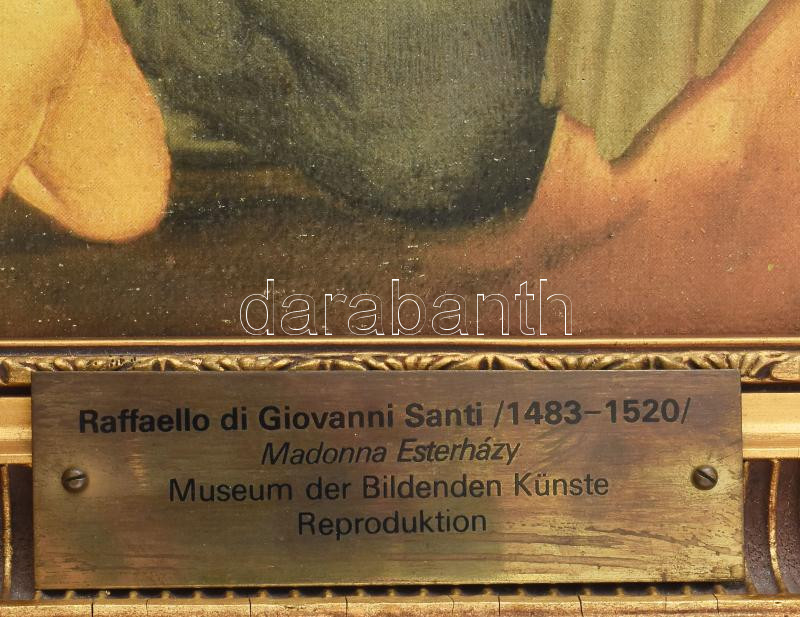 darabanth
Raffaello di Giovanni Santi /1483–1520/
Madonna Esterházy
Museum der Bildenden Künste
Reproduktion